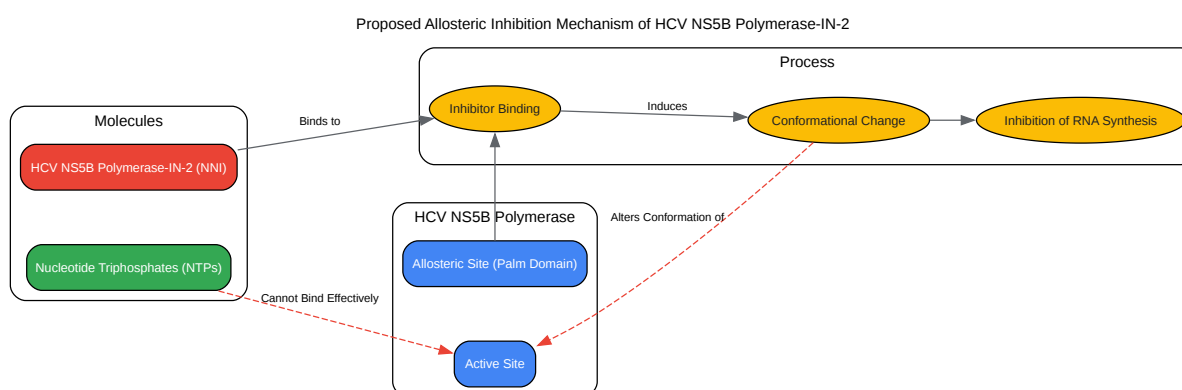 Proposed Allosteric Inhibition Mechanism of HCV NS5B Polymerase-IN-2
Process
Inhibitor Binding
Induces
Conformational Change
Inhibition of RNA Synthesis
Molecules
Binds to
HCV NS5B Polymerase-IN-2 (NNI)
Nucleotide Triphosphates (NTPs)
Cannot Bind Effectively
HCV NS5B Polymerase
Alters Conformation of
Allosteric Site (Palm Domain)
Active Site